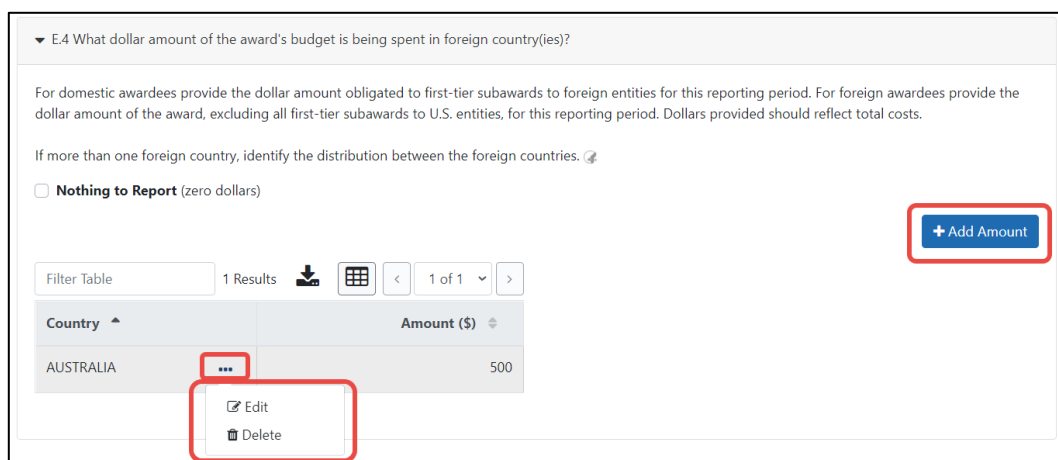 E.4 What dollar amount of the award's budget is being spent in foreign country(ies)?
For domestic awardees provide the dollar amount obligated to first-tier subawards to foreign entities for this reporting period. For foreign awardees provide the
dollar amount of the award, excluding all first-tier subawards to U.S. entities, for this reporting period. Dollars provided should reflect total costs.
If more than one foreign country, identify the distribution between the foreign countries.
Nothing to Report (zero dollars)
+ Add Amount
Filter Table 1 Results < 1 of 1 >
Country Amount ($)
AUSTRALIA ... 500
Edit
Delete